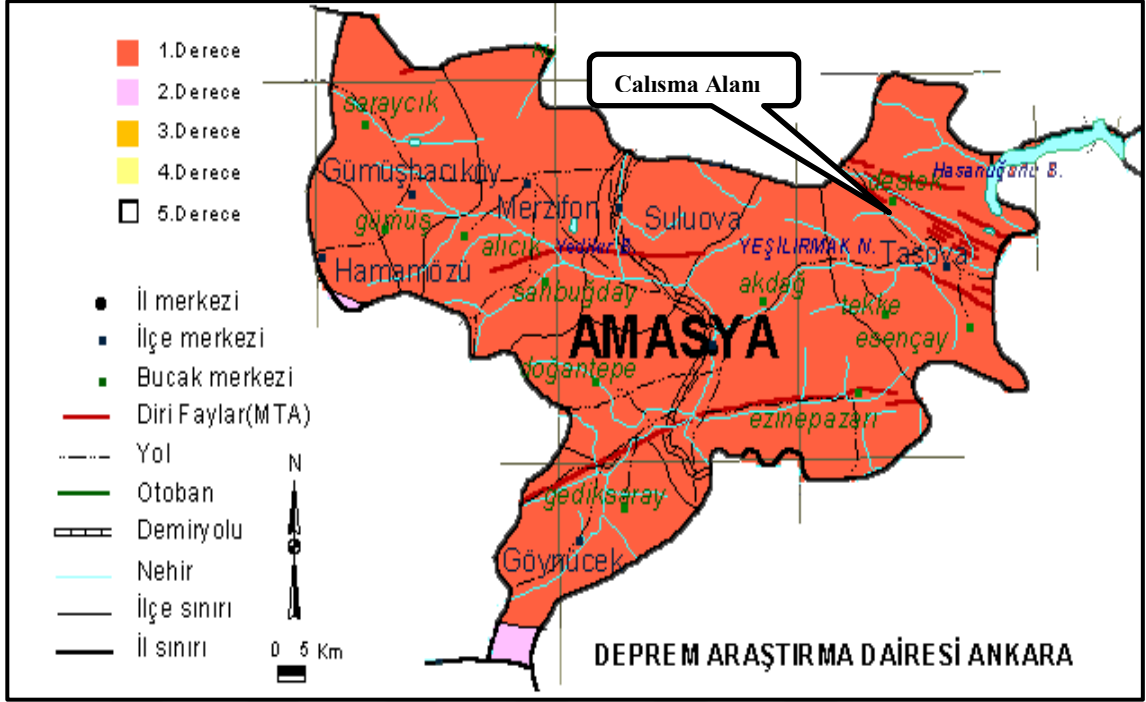 1.Derece
2.Derece
3.Derece
4.Derece
5.Derece
İl merkezi
İlçe merkezi
Bucak merkezi
Diri Faylar(MTA)
Yol
Otoban
Demiryolu
Nehir
İlçe sınırı
İl sınırı
N
0 5 Km
Calısma Alanı
saraycık
Gümüşhacıköy
gümüş
Hamamözü
Merzifon
alıcık
Suluova
sarıbuğday
YEŞİLIRMAK N.
destek
Taşova
akdağ
tekke
esençay
AMASYA
doğantepe
ezinepazarı
gediksaray
Göynücek
DEPREM ARAŞTIRMA DAİRESİ ANKARA